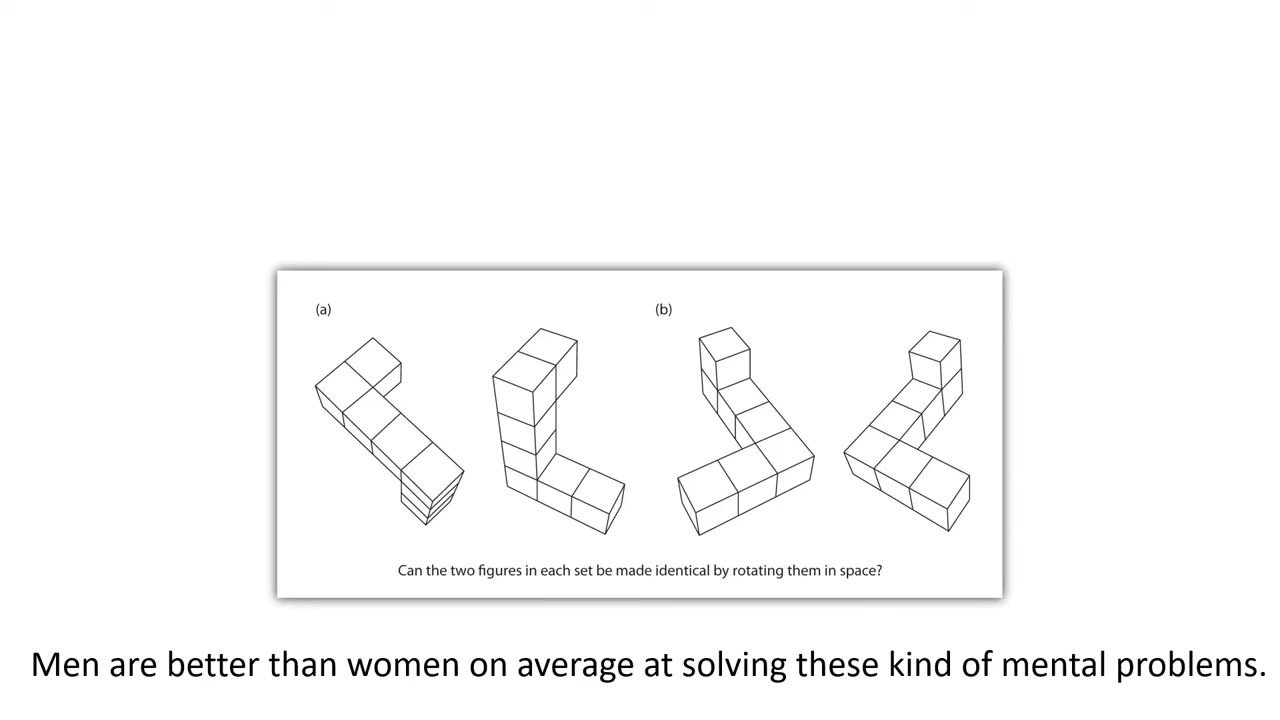 (a)
(b)
Can the two figures in each set be made identical by rotating them in space?
Men are better than women on average at solving these kind of mental problems.